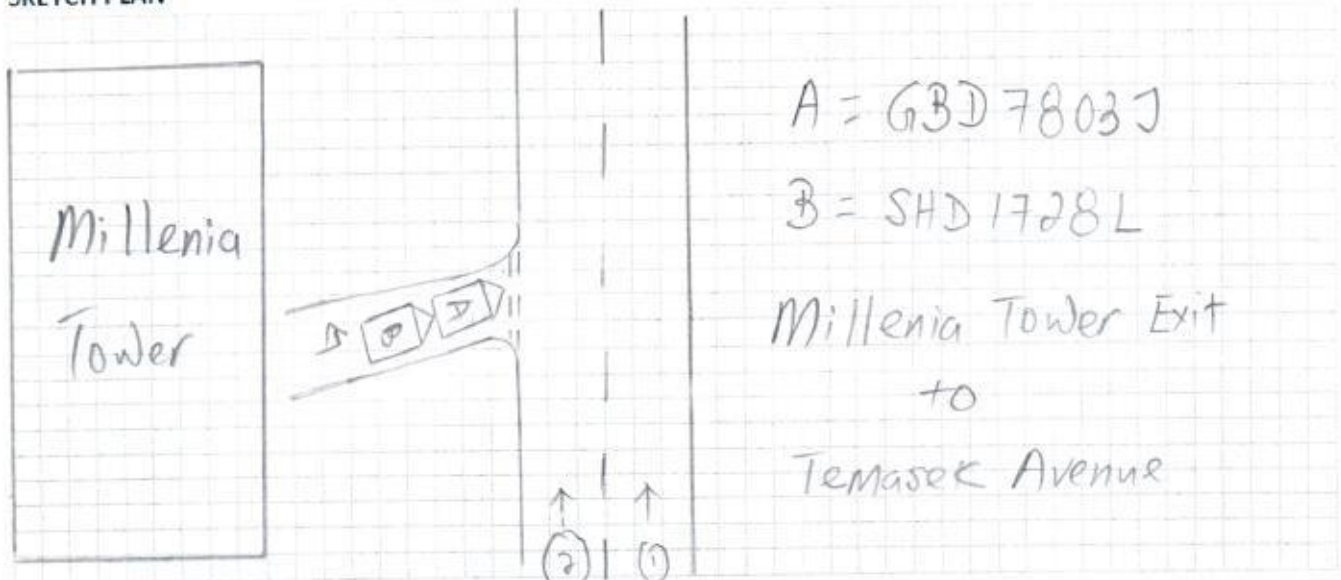 SKETCH PLAN
A = GBD 7803J
B = SHD 1728L
Millenia Tower Exit
to
Temasek Avenue
Millenia
Tower
B A
2 1